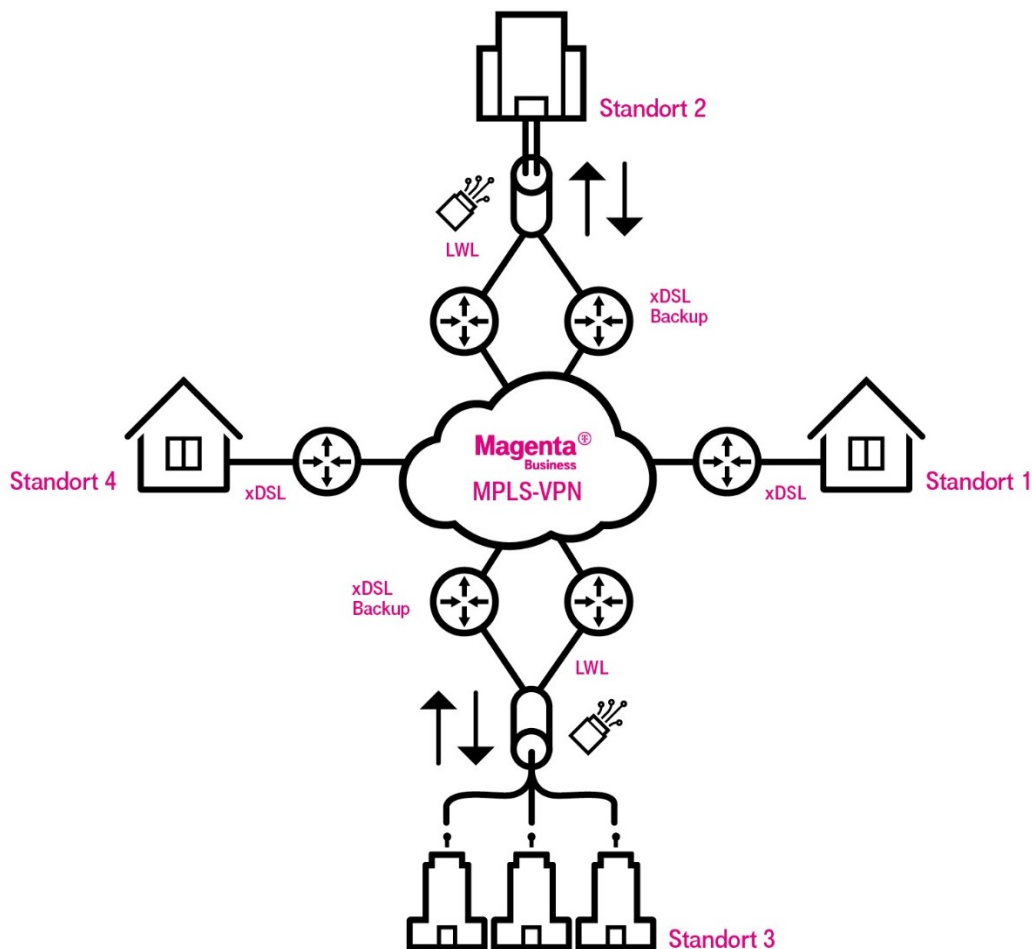 Standort 2
LWL
xDSL
Backup
Magenta®
Business
MPLS-VPN
Standort 4
xDSL
xDSL
Standort 1
xDSL
Backup
LWL
Standort 3